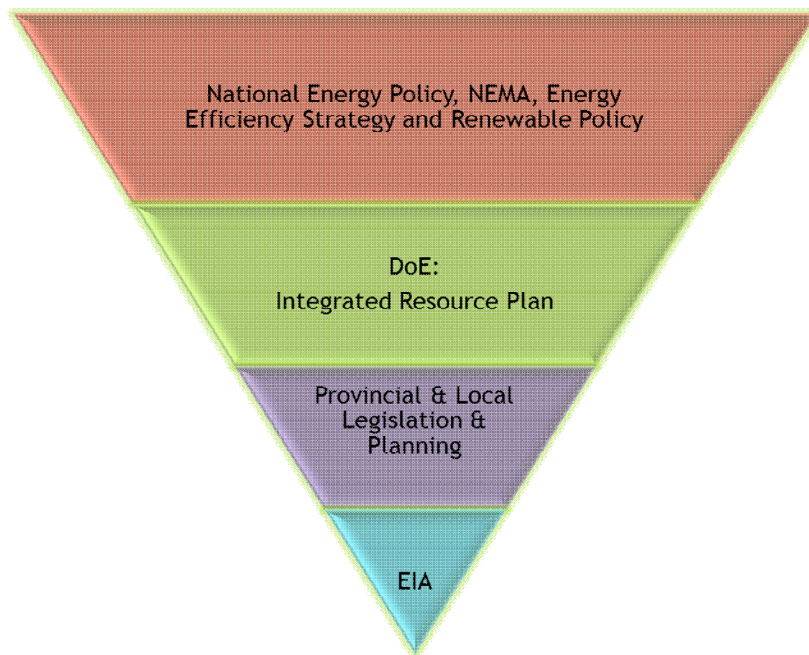 National Energy Policy, NEMA, Energy
Efficiency Strategy and Renewable Policy
DoE:
Integrated Resource Plan
Provincial & Local
Legislation &
Planning
EIA